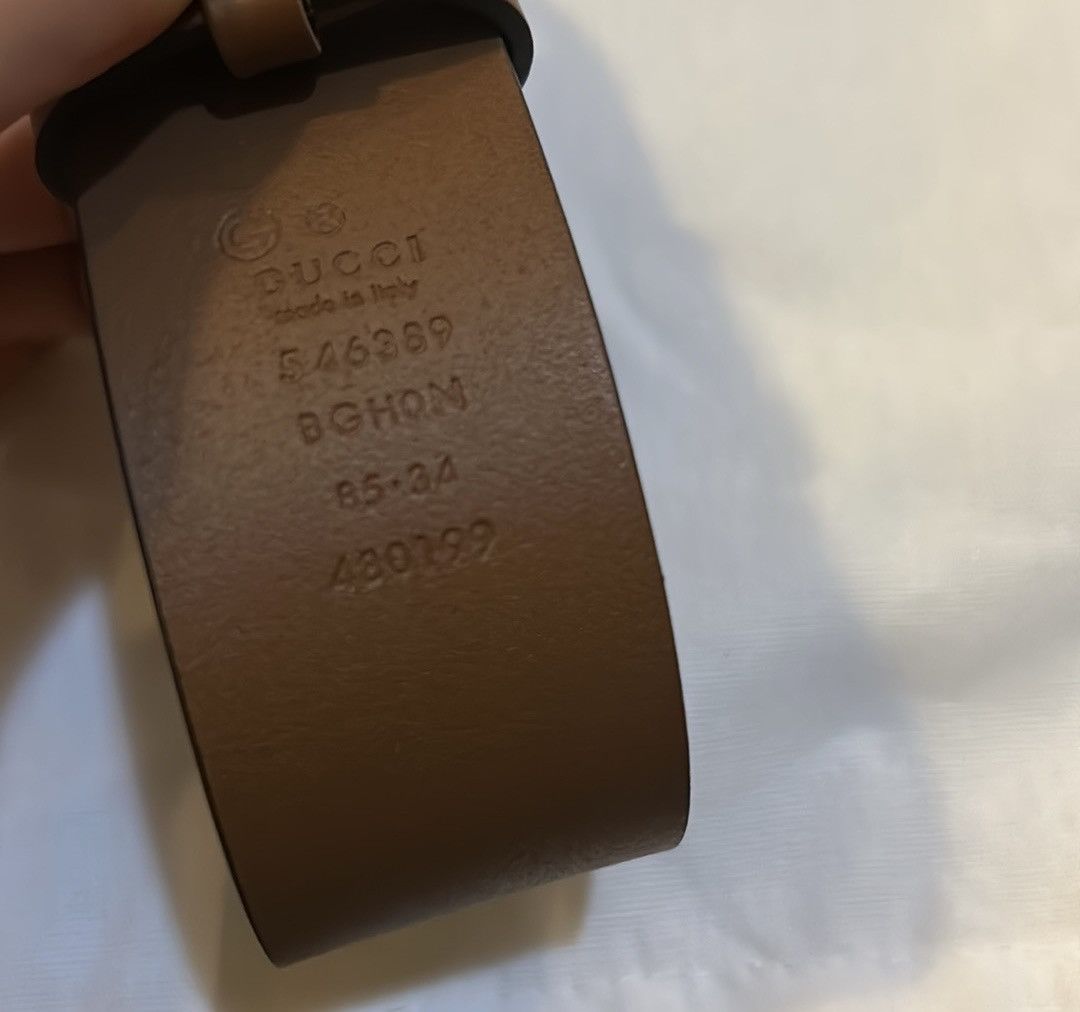 G ®
GUCCI
made in italy
546389
BGH0N
85·34
480199